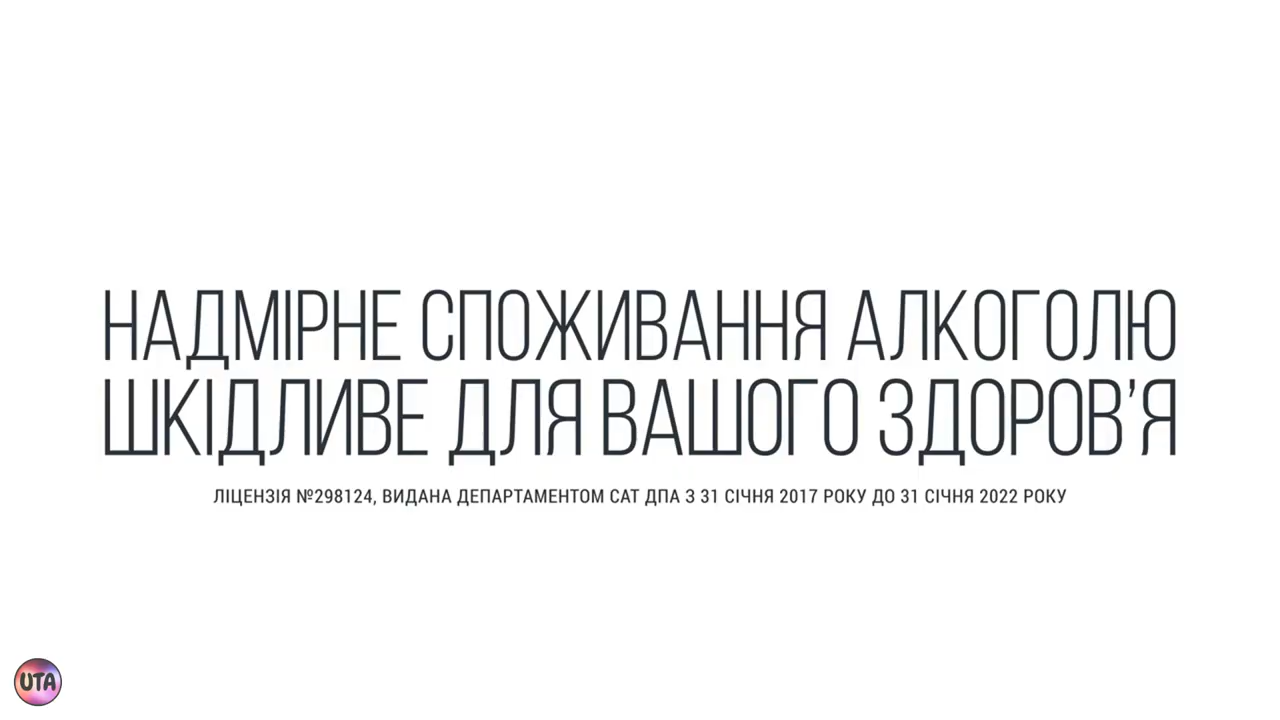 НАДМІРНЕ СПОЖИВАННЯ АЛКОГОЛЮ
ШКІДЛИВЕ ДЛЯ ВАШОГО ЗДОРОВ’Я
ЛІЦЕНЗІЯ №298124, ВИДАНА ДЕПАРТАМЕНТОМ САТ ДПА З 31 СІЧНЯ 2017 РОКУ ДО 31 СІЧНЯ 2022 РОКУ
UTA